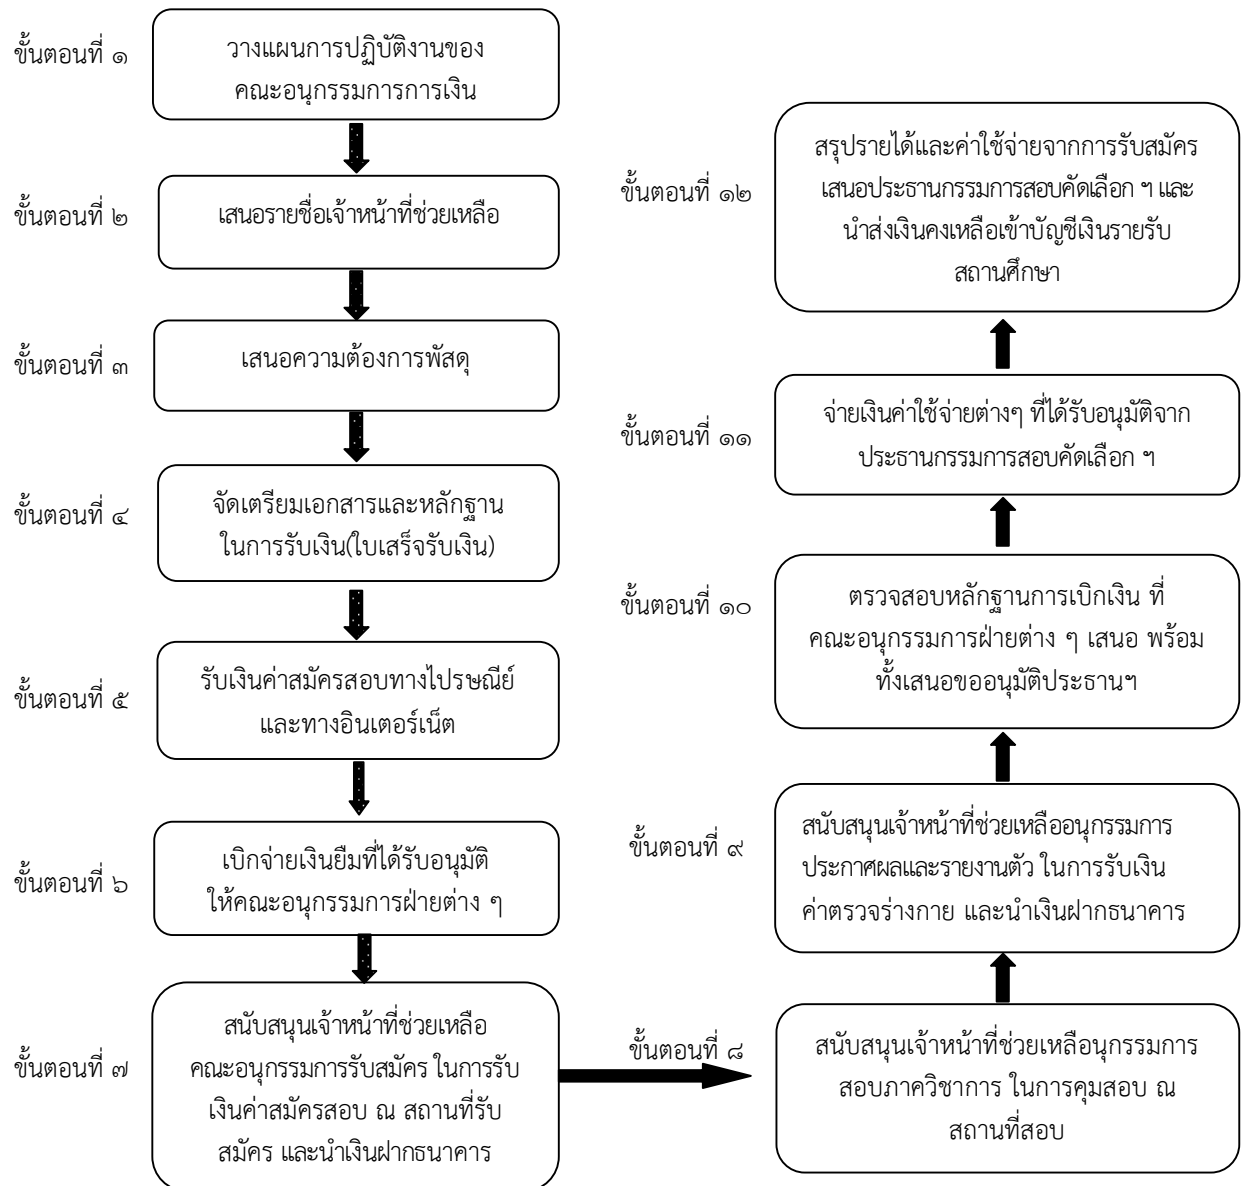 ขั้นตอนที่ ๑
วางแผนการปฏิบัติงานของ
คณะอนุกรรมการการเงิน
ขั้นตอนที่ ๒
เสนอรายชื่อเจ้าหน้าที่ช่วยเหลือ
ขั้นตอนที่ ๓
เสนอความต้องการพัสดุ
ขั้นตอนที่ ๔
จัดเตรียมเอกสารและหลักฐาน
ในการรับเงิน(ใบเสร็จรับเงิน)
ขั้นตอนที่ ๕
รับเงินค่าสมัครสอบทางไปรษณีย์
และทางอินเตอร์เน็ต
ขั้นตอนที่ ๖
เบิกจ่ายเงินยืมที่ได้รับอนุมัติ
ให้คณะอนุกรรมการฝ่ายต่าง ๆ
ขั้นตอนที่ ๗
สนับสนุนเจ้าหน้าที่ช่วยเหลือ
คณะอนุกรรมการรับสมัคร ในการรับ
เงินค่าสมัครสอบ ณ สถานที่รับ
สมัคร และนำเงินฝากธนาคาร
ขั้นตอนที่ ๘
สนับสนุนเจ้าหน้าที่ช่วยเหลือนุกรรมการ
สอบภาควิชาการ ในการคุมสอบ ณ
สถานที่สอบ
ขั้นตอนที่ ๙
สนับสนุนเจ้าหน้าที่ช่วยเหลืออนุกรรมการ
ประกาศผลและรายงานตัว ในการรับเงิน
ค่าตรวจร่างกาย และนำเงินฝากธนาคาร
ขั้นตอนที่ ๑๐
ตรวจสอบหลักฐานการเบิกเงิน ที่
คณะอนุกรรมการฝ่ายต่าง ๆ เสนอ พร้อม
ทั้งเสนอขออนุมัติประธานฯ
ขั้นตอนที่ ๑๑
จ่ายเงินค่าใช้จ่ายต่างๆ ที่ได้รับอนุมัติจาก
ประธานกรรมการสอบคัดเลือก ฯ
ขั้นตอนที่ ๑๒
สรุปรายได้และค่าใช้จ่ายจากการรับสมัคร
เสนอประธานกรรมการสอบคัดเลือก ฯ และ
นำส่งเงินคงเหลือเข้าบัญชีเงินรายรับ
สถานศึกษา